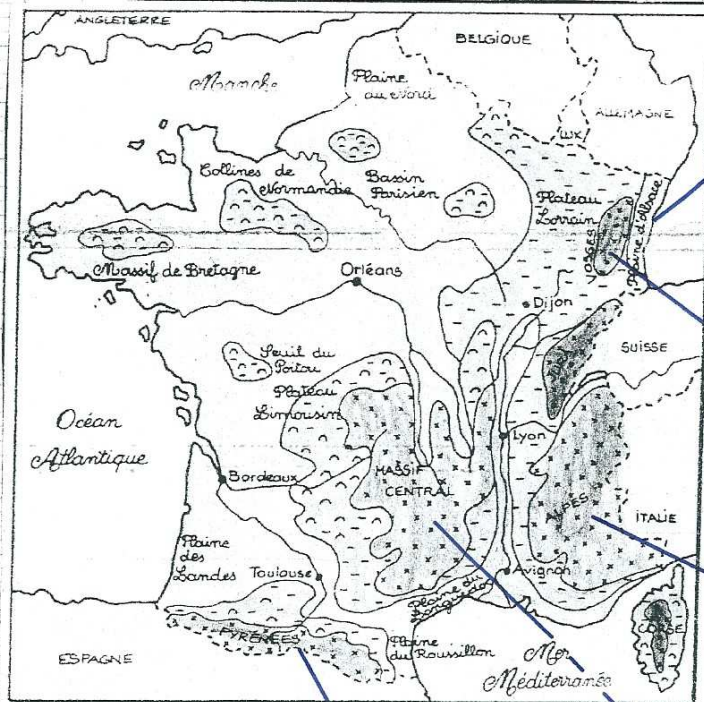 ANGLETERRE
BELGIQUE
Manche
Plaine
du Nord
ALLEMAGNE
LUX.
Collines de
Normandie
Bassin
Parisien
Plateau
Lorrain
VOSGES
Plaine d'Alsace
Massif de Bretagne
Orléans
Dijon
Seuil du
Poitou
JURA
SUISSE
Plateau
Limousin
Océan
Atlantique
Lyon
MASSIF
CENTRAL
Bordeaux
ALPES
ITALIE
Plaine
des
Landes
Toulouse
Avignon
Plaine du
Languedoc
CORSE
PYRÉNÉES
Plaine
du Roussillon
ESPAGNE
Mer
Méditerranée